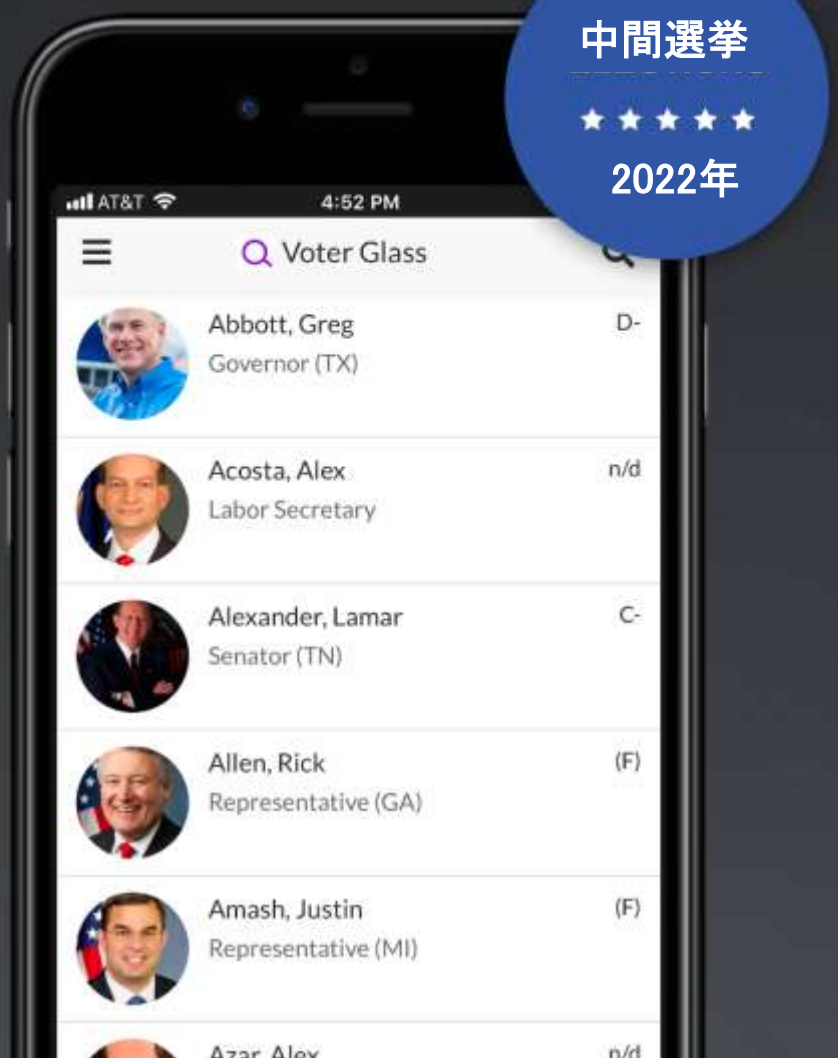 中間選挙
2022年
AT&T
4:52 PM
Voter Glass
Abbott, Greg
D-
Governor (TX)
Acosta, Alex
n/d
Labor Secretary
Alexander, Lamar
C-
Senator (TN)
Allen, Rick
(F)
Representative (GA)
Amash, Justin
(F)
Representative (MI)
Azar, Alex
n/d